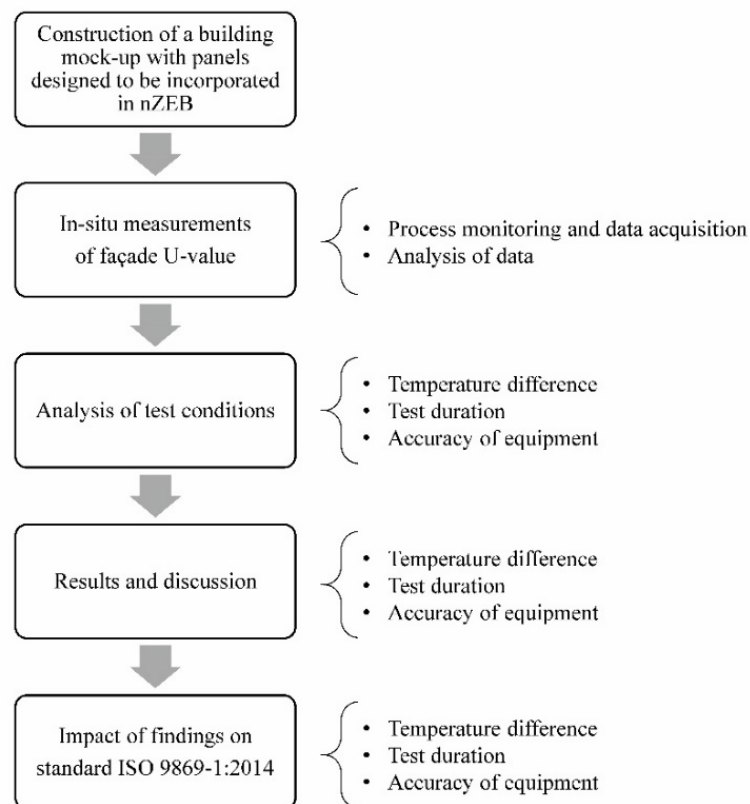 Construction of a building
mock-up with panels
designed to be incorporated
in nZEB
In-situ measurements
of façade U-value
• Process monitoring and data acquisition
• Analysis of data
Analysis of test conditions
• Temperature difference
• Test duration
• Accuracy of equipment
Results and discussion
• Temperature difference
• Test duration
• Accuracy of equipment
Impact of findings on
standard ISO 9869-1:2014
• Temperature difference
• Test duration
• Accuracy of equipment